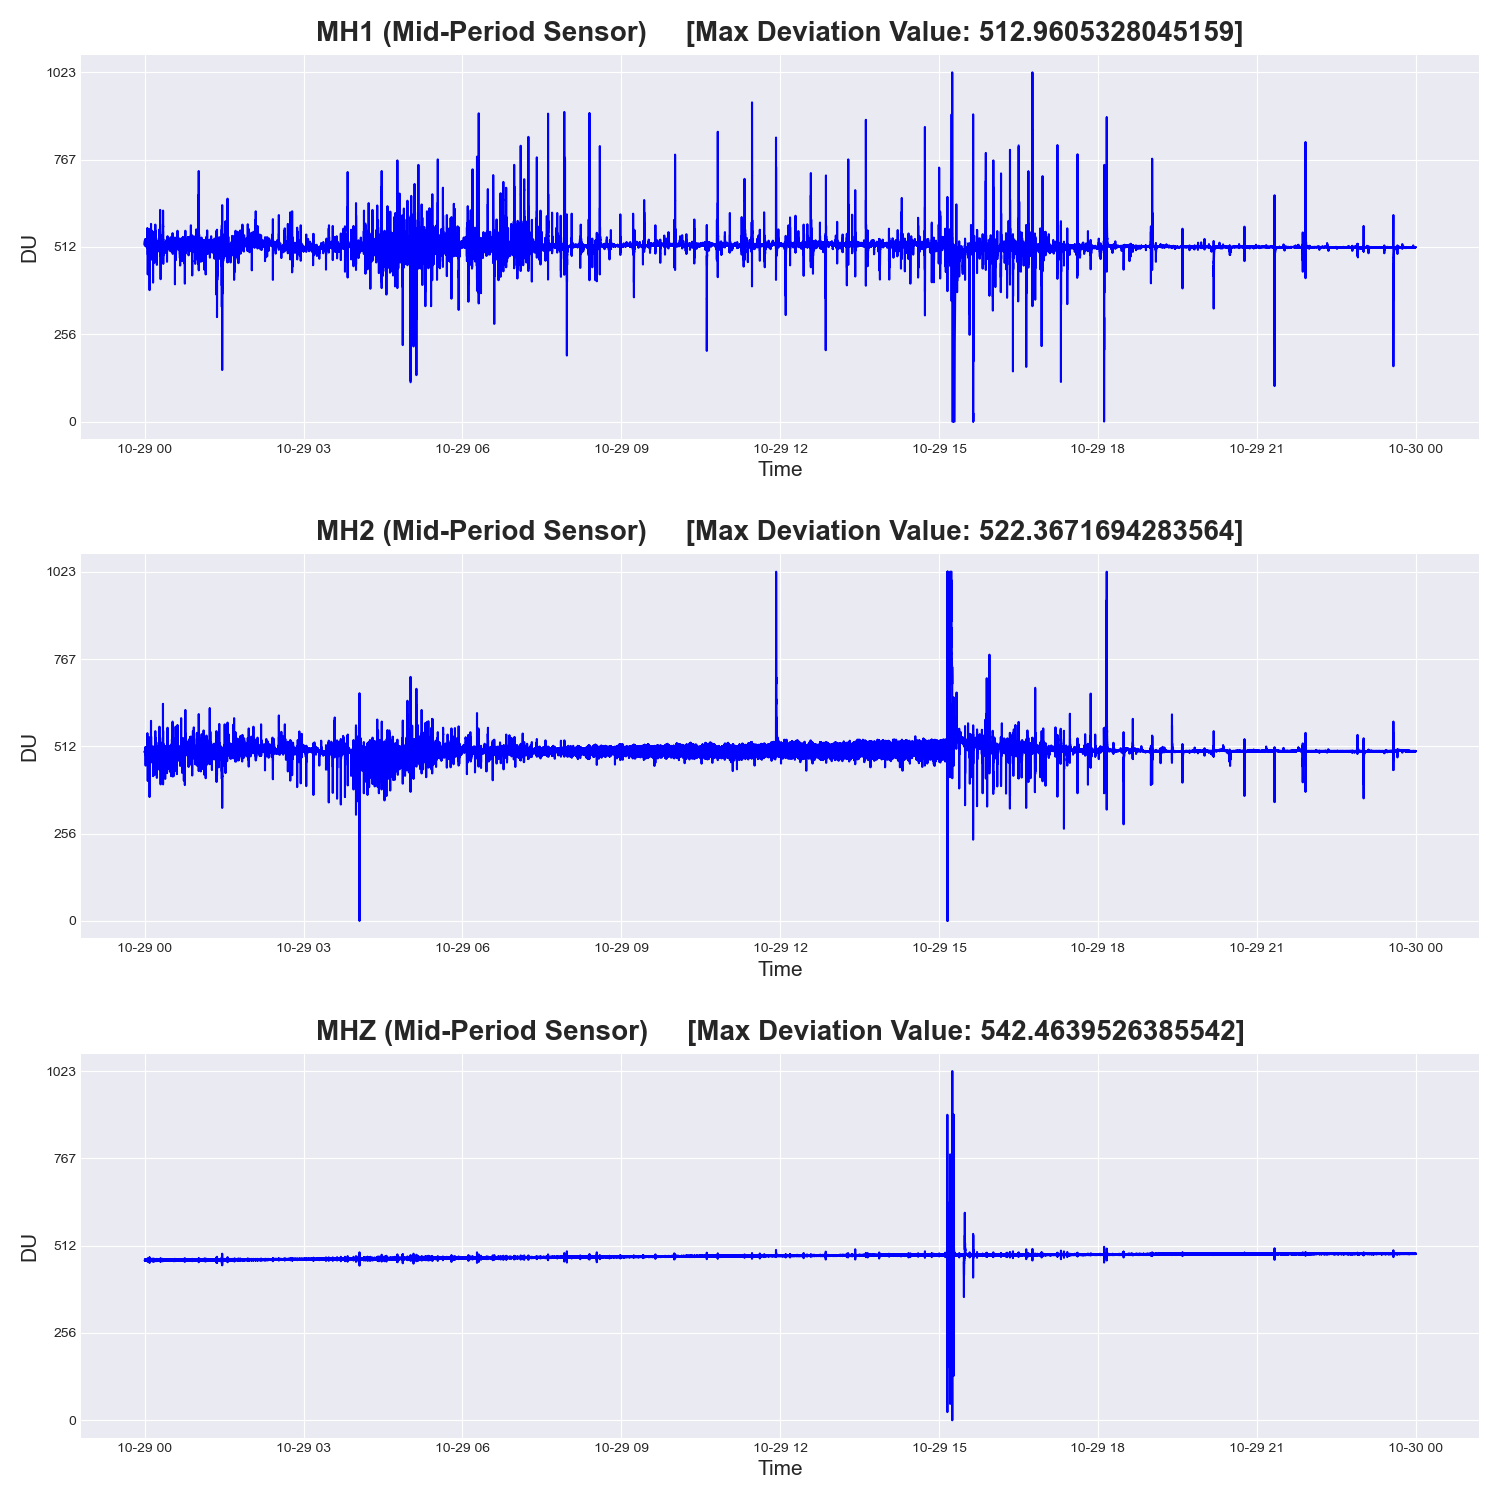 MH1 (Mid-Period Sensor) [Max Deviation Value: 512.9605328045159]
1023
767
512
256
0
DU
10-29 00 10-29 03 10-29 06 10-29 09 10-29 12 10-29 15 10-29 18 10-29 21 10-30 00
Time
MH2 (Mid-Period Sensor) [Max Deviation Value: 522.3671694283564]
1023
767
512
256
0
DU
10-29 00 10-29 03 10-29 06 10-29 09 10-29 12 10-29 15 10-29 18 10-29 21 10-30 00
Time
MHZ (Mid-Period Sensor) [Max Deviation Value: 542.4639526385542]
1023
767
512
256
0
DU
10-29 00 10-29 03 10-29 06 10-29 09 10-29 12 10-29 15 10-29 18 10-29 21 10-30 00
Time